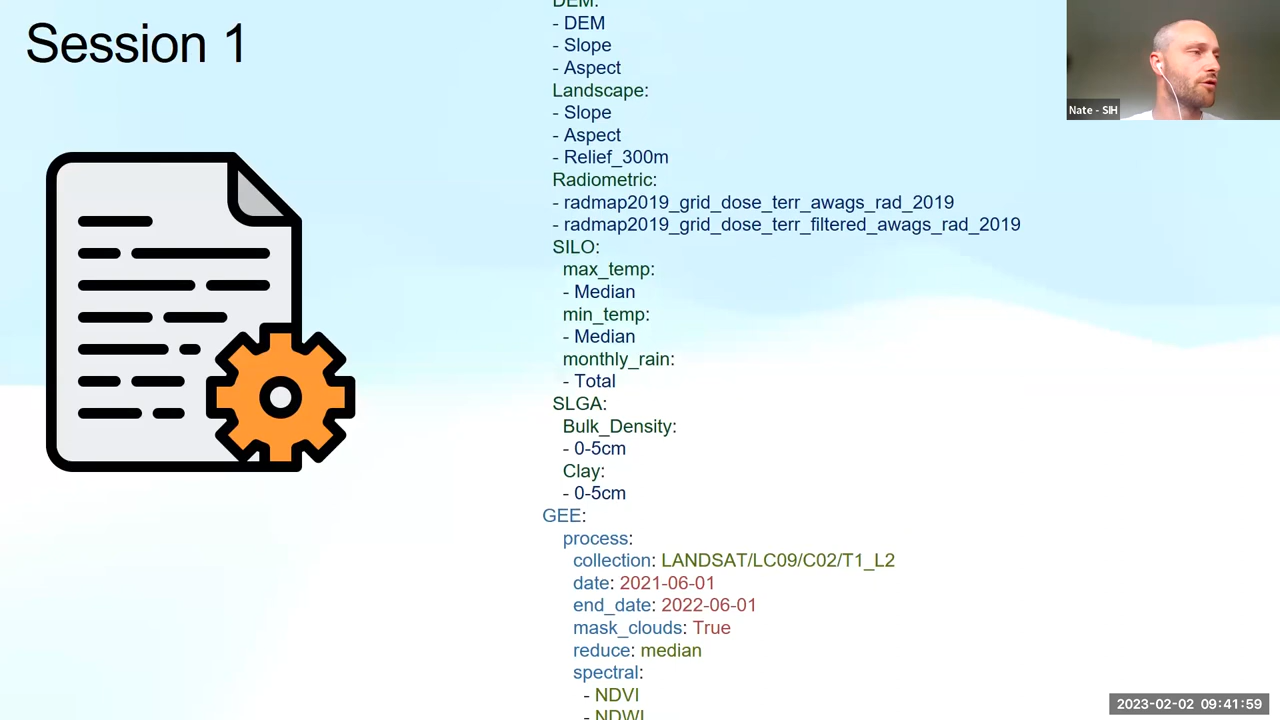 Session 1
DEM:
- DEM
- Slope
- Aspect
Landscape:
- Slope
- Aspect
- Relief_300m
Radiometric:
- radmap2019_grid_dose_terr_awags_rad_2019
- radmap2019_grid_dose_terr_filtered_awags_rad_2019
SILO:
max_temp:
- Median
min_temp:
- Median
monthly_rain:
- Total
SLGA:
Bulk_Density:
- 0-5cm
Clay:
- 0-5cm
GEE:
process:
collection: LANDSAT/LC09/C02/T1_L2
date: 2021-06-01
end_date: 2022-06-01
mask_clouds: True
reduce: median
spectral:
- NDVI
- NDWI
Nate - SIH
2023-02-02 09:41:59